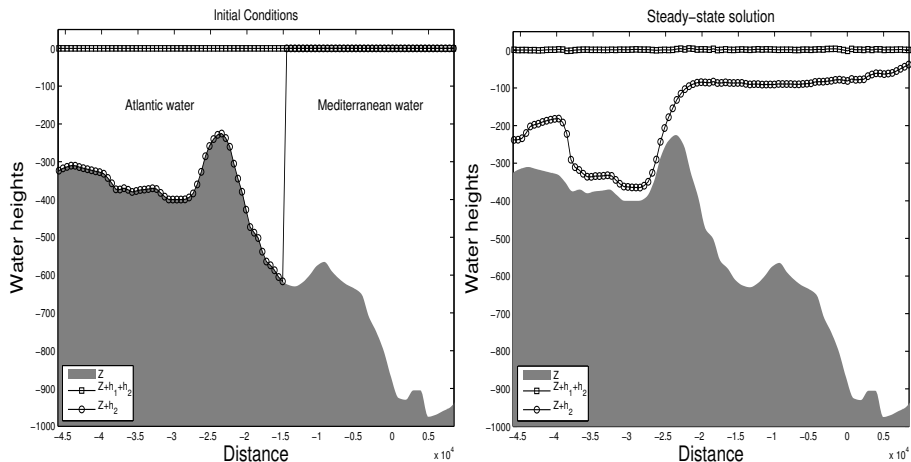 Initial Conditions
Water heights
0
−100
−200
−300
−400
−500
−600
−700
−800
−900
−1000
Atlantic water
Mediterranean water
Z
Z+h1+h2
Z+h2
−4.5 −4 −3.5 −3 −2.5 −2 −1.5 −1 −0.5 0 0.5
x 10^4
Distance
Steady−state solution
Water heights
0
−100
−200
−300
−400
−500
−600
−700
−800
−900
−1000
Z
Z+h1+h2
Z+h2
−4.5 −4 −3.5 −3 −2.5 −2 −1.5 −1 −0.5 0 0.5
x 10^4
Distance